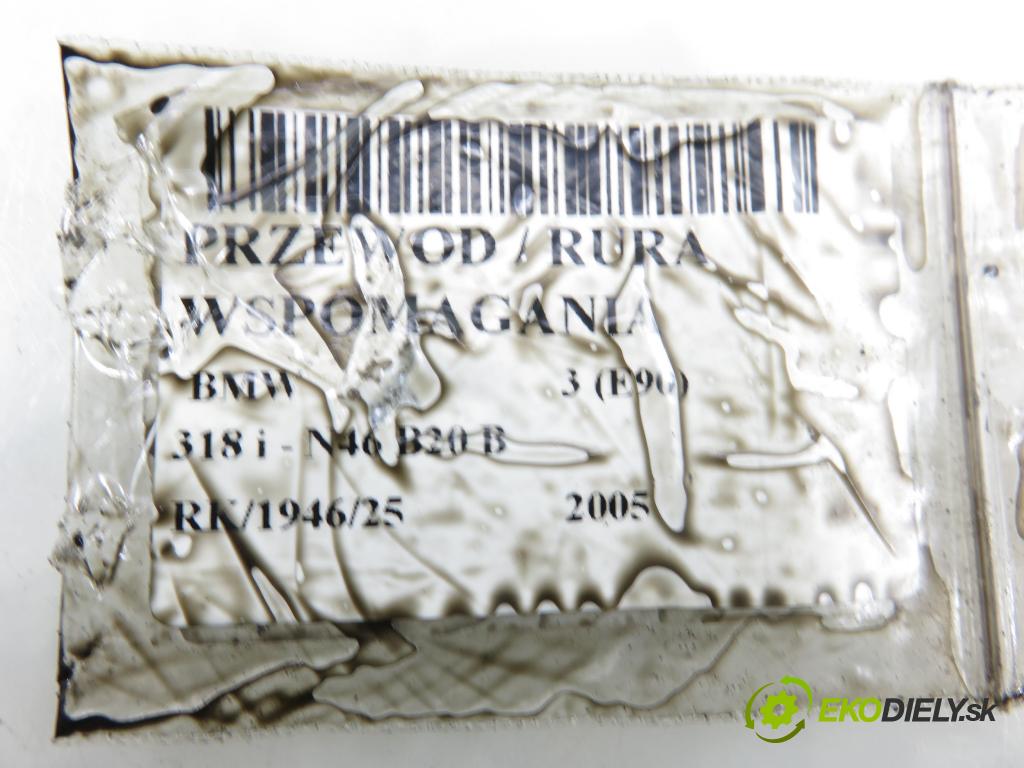 PRZEWOD / RURA
WSPOMAGANIA
BMW 3 (E90)
318 i - N46 B20 B
RK/1946/25 2005
EKODIELY.sk